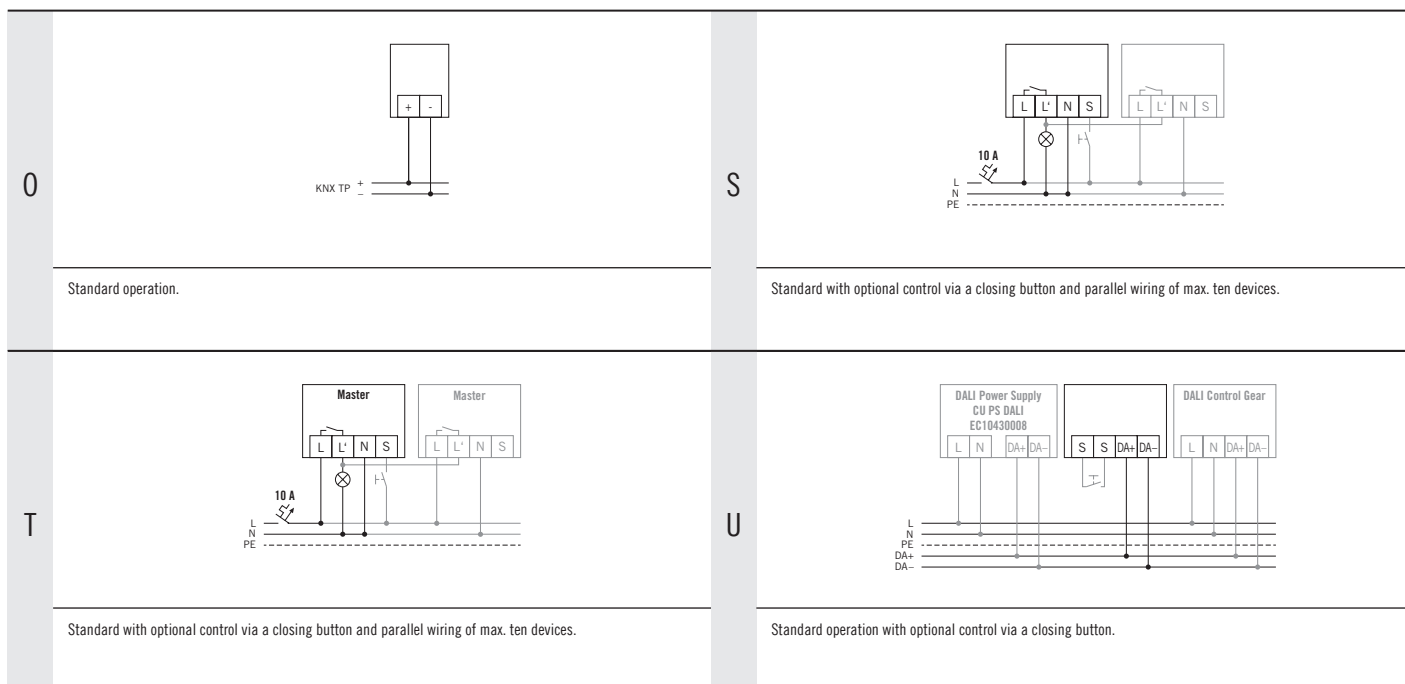 O
+ -
KNX TP +
–
Standard operation.
S
L L' N S L L' N S
10 A
L
N
PE
Standard with optional control via a closing button and parallel wiring of max. ten devices.
T
Master Master
L L' N S L L' N S
10 A
L
N
PE
Standard with optional control via a closing button and parallel wiring of max. ten devices.
U
DALI Power Supply DALI Control Gear
CU PS DALI
EC10430008
L N DA+ DA– S S DA+ DA– L N DA+ DA–
L
N
PE
DA+
DA–
Standard operation with optional control via a closing button.